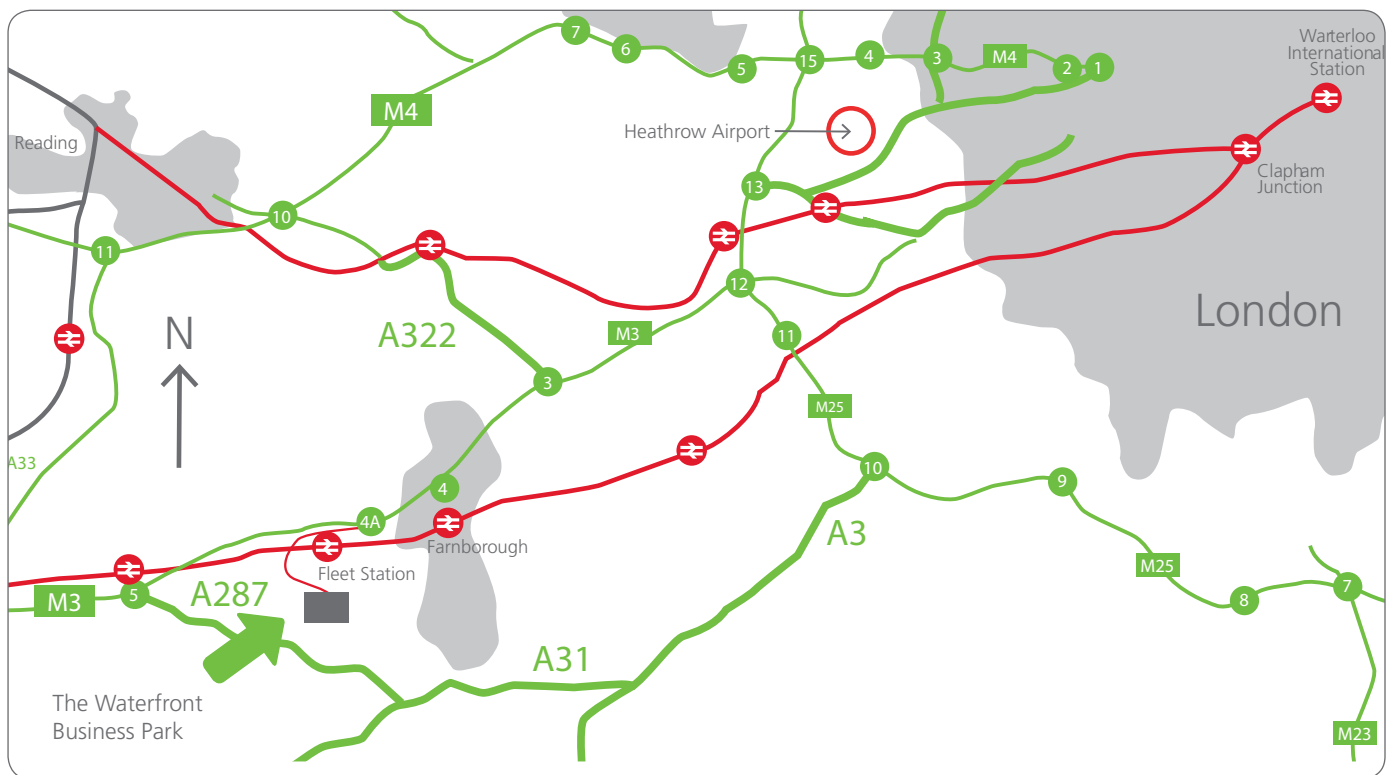 7
6
5
15
4
3
M4
2
1
Waterloo
International
Station
M4
Heathrow Airport
Reading
Clapham
Junction
13
10
11
12
London
N
A322
M3
11
3
M25
A33
10
9
4
4A
A3
Farnborough
Fleet Station
M25
M3
5
A287
8
7
A31
The Waterfront
Business Park
M23